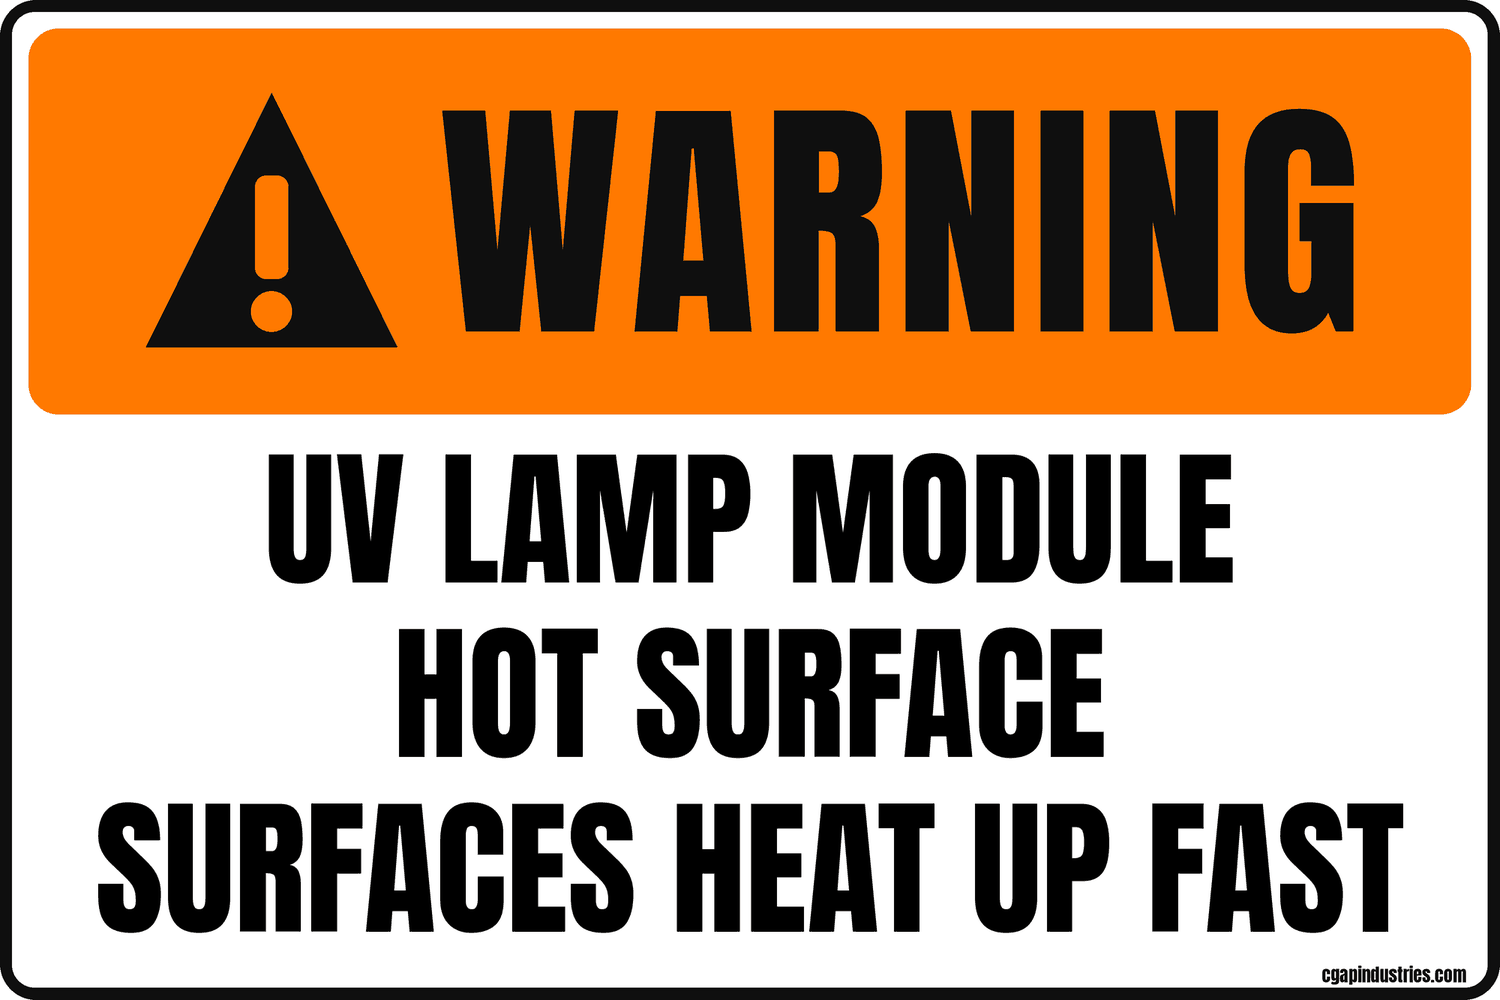 WARNING
UV LAMP MODULE
HOT SURFACE
SURFACES HEAT UP FAST
cgapindustries.com